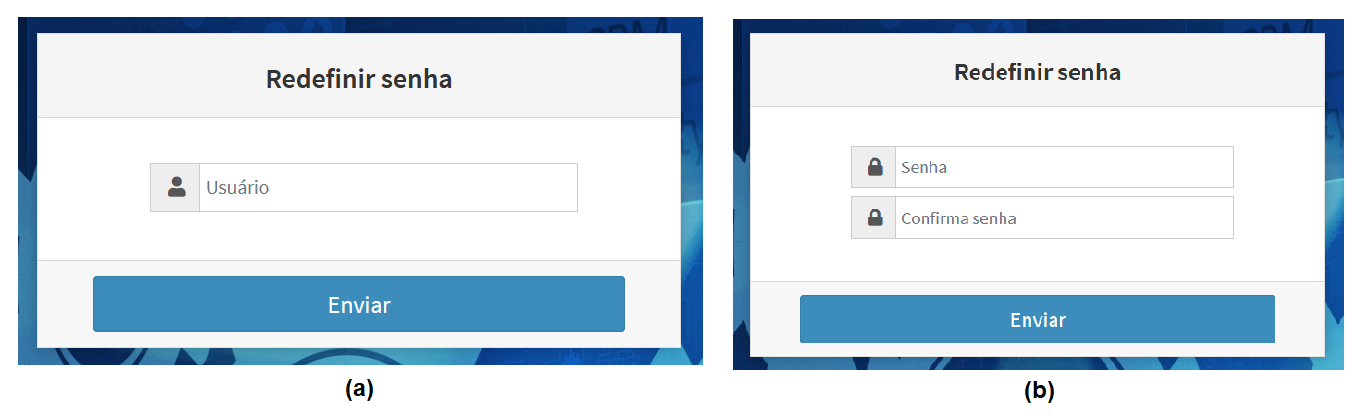 Redefinir senha
Usuário
Enviar
(a)
Redefinir senha
Senha
Confirma senha
Enviar
(b)